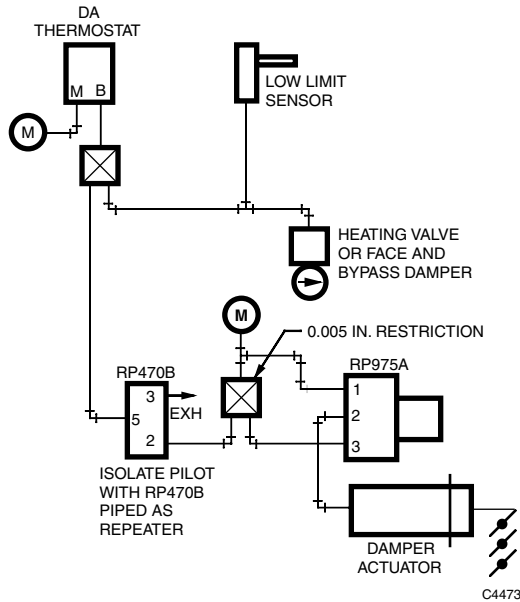 DA
THERMOSTAT
M B
M
LOW LIMIT
SENSOR
HEATING VALVE
OR FACE AND
BYPASS DAMPER
M
0.005 IN. RESTRICTION
RP470B
3
EXH
5
2
RP975A
1
2
3
ISOLATE PILOT
WITH RP470B
PIPED AS
REPEATER
DAMPER
ACTUATOR
C4473